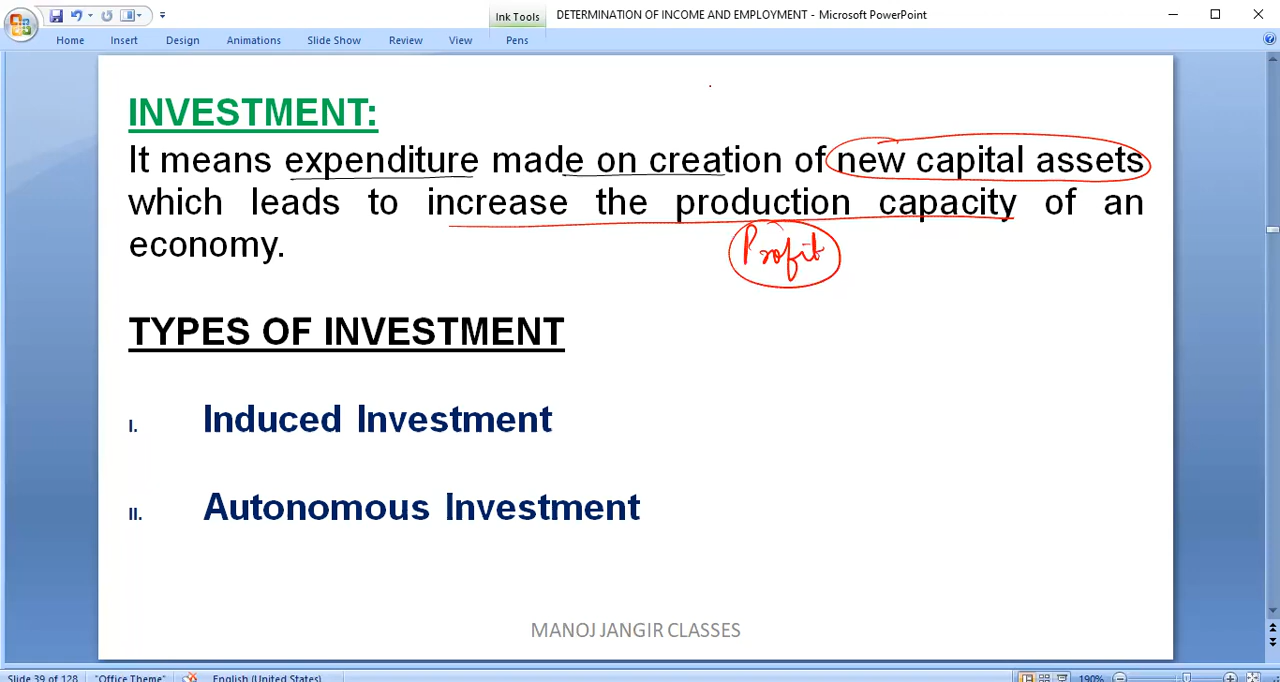 Ink Tools
DETERMINATION OF INCOME AND EMPLOYMENT - Microsoft PowerPoint
Home Insert Design Animations Slide Show Review View Pens
INVESTMENT:
It means expenditure made on creation of new capital assets
which leads to increase the production capacity of an
economy.
Profit
TYPES OF INVESTMENT
I. Induced Investment
II. Autonomous Investment
MANOJ JANGIR CLASSES
Slide 39 of 128 "Office Theme" English (United States) 190%